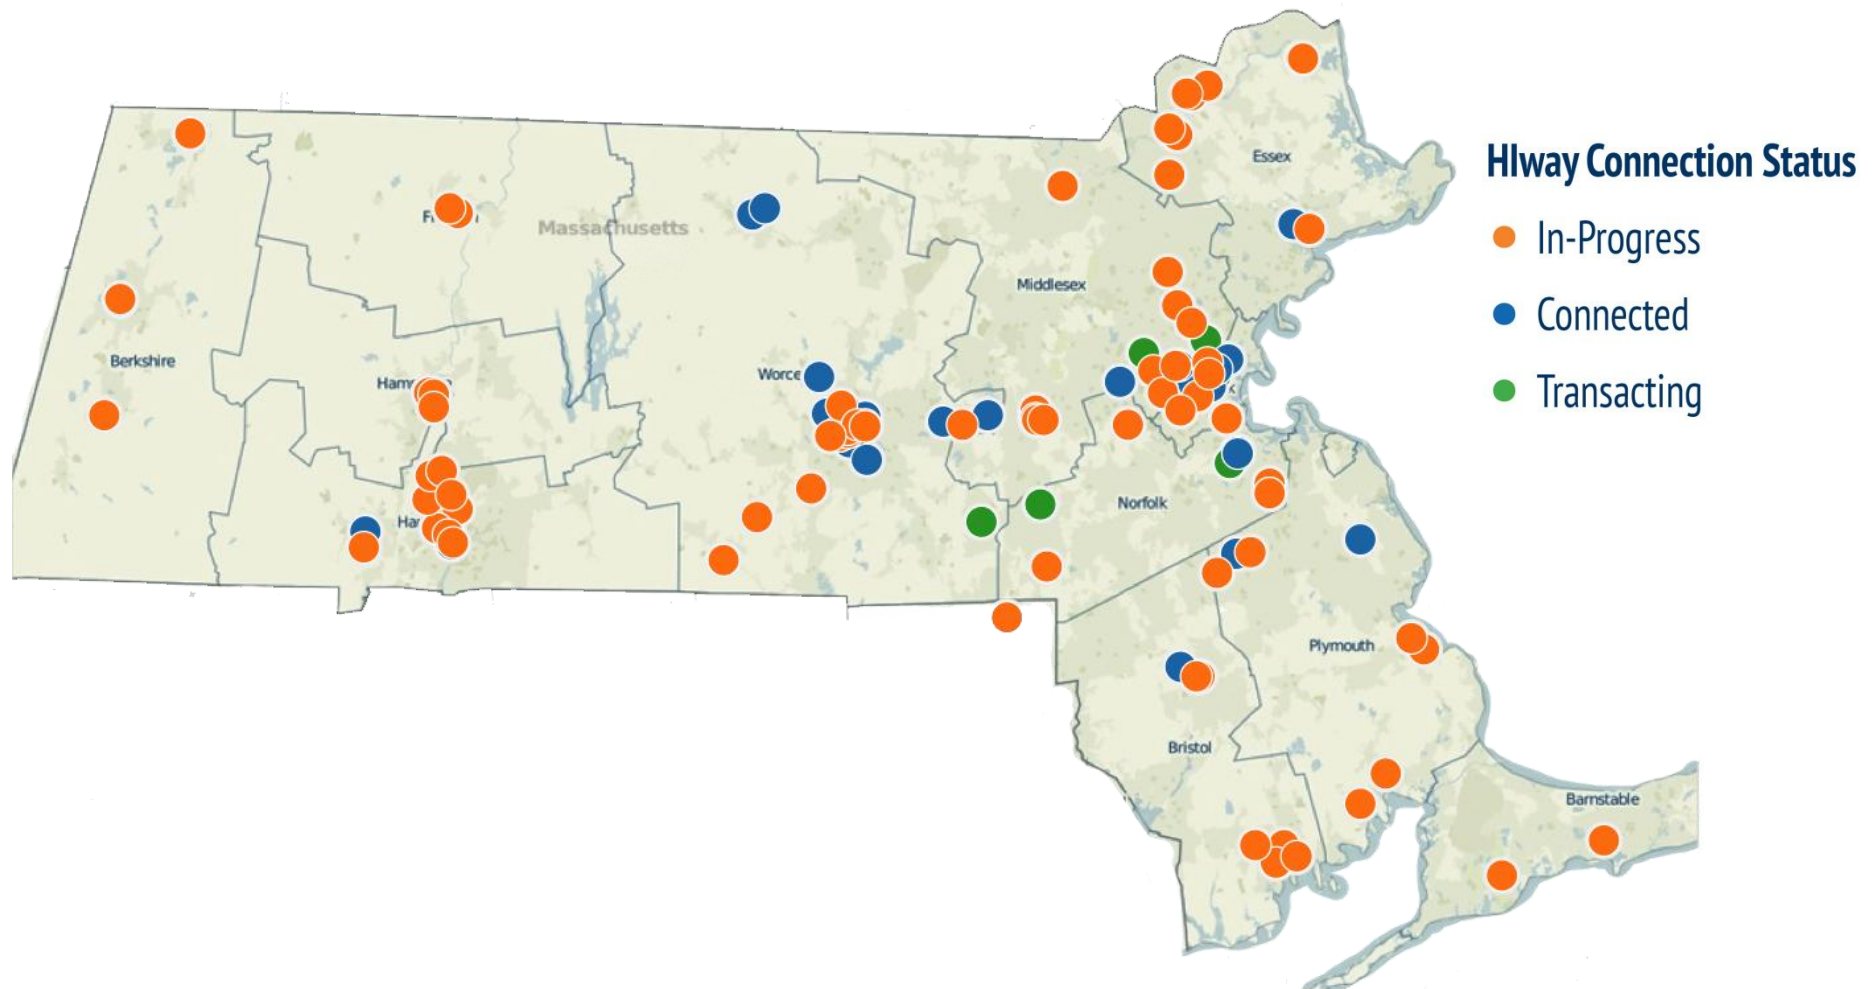 Essex
HIway Connection Status
In-Progress
Massachusetts
Middlesex
Connected
Berkshire
Transacting
Norfolk
Plymouth
Bristol
Barnstable